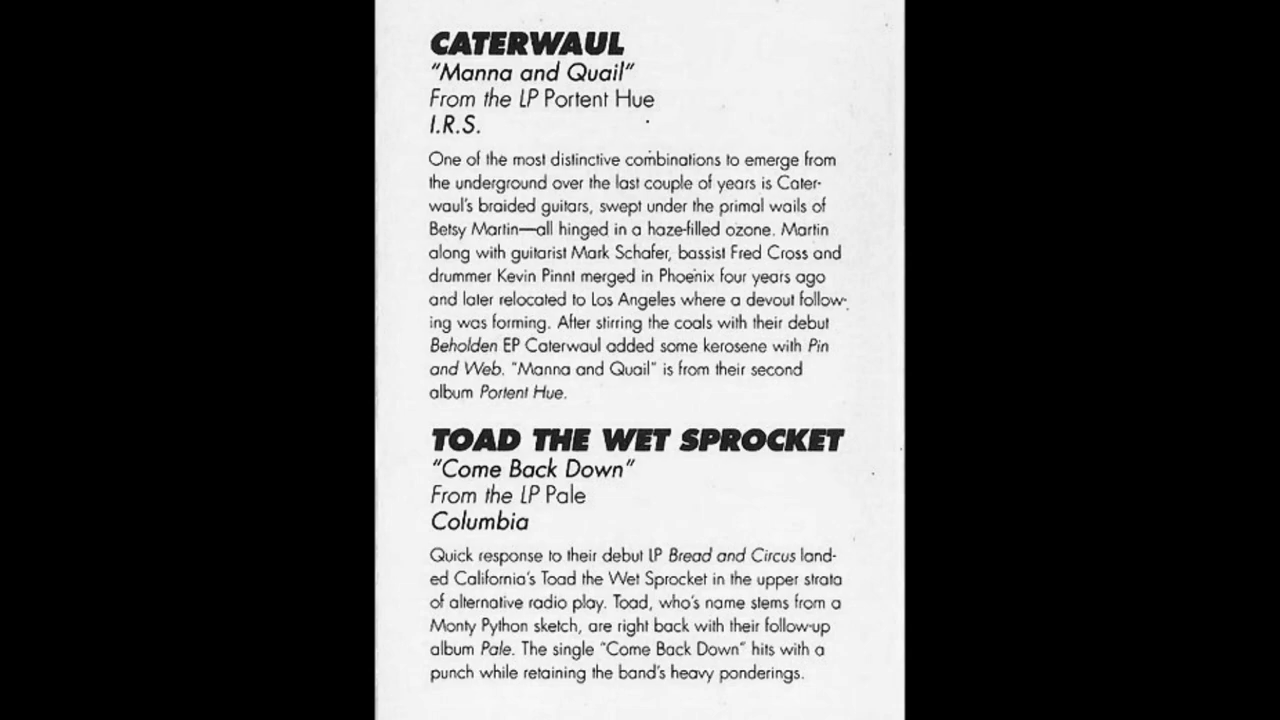 CATERWAUL
"Manna and Quail"
From the LP Portent Hue
I.R.S.
One of the most distinctive combinations to emerge from
the underground over the last couple of years is Cater-
waul's braided guitars, swept under the primal wails of
Betsy Martin—all hinged in a haze-filled ozone. Martin
along with guitarist Mark Schafer, bassist Fred Cross and
drummer Kevin Pinnt merged in Phoenix four years ago
and later relocated to Los Angeles where a devout follow-
ing was forming. After stirring the coals with their debut
Beholden EP Caterwaul added some kerosene with Pin
and Web. "Manna and Quail" is from their second
album Portent Hue.
TOAD THE WET SPROCKET
"Come Back Down"
From the LP Pale
Columbia
Quick response to their debut LP Bread and Circus land-
ed California's Toad the Wet Sprocket in the upper strata
of alternative radio play. Toad, who's name stems from a
Monty Python sketch, are right back with their follow-up
album Pale. The single "Come Back Down" hits with a
punch while retaining the band's heavy ponderings.